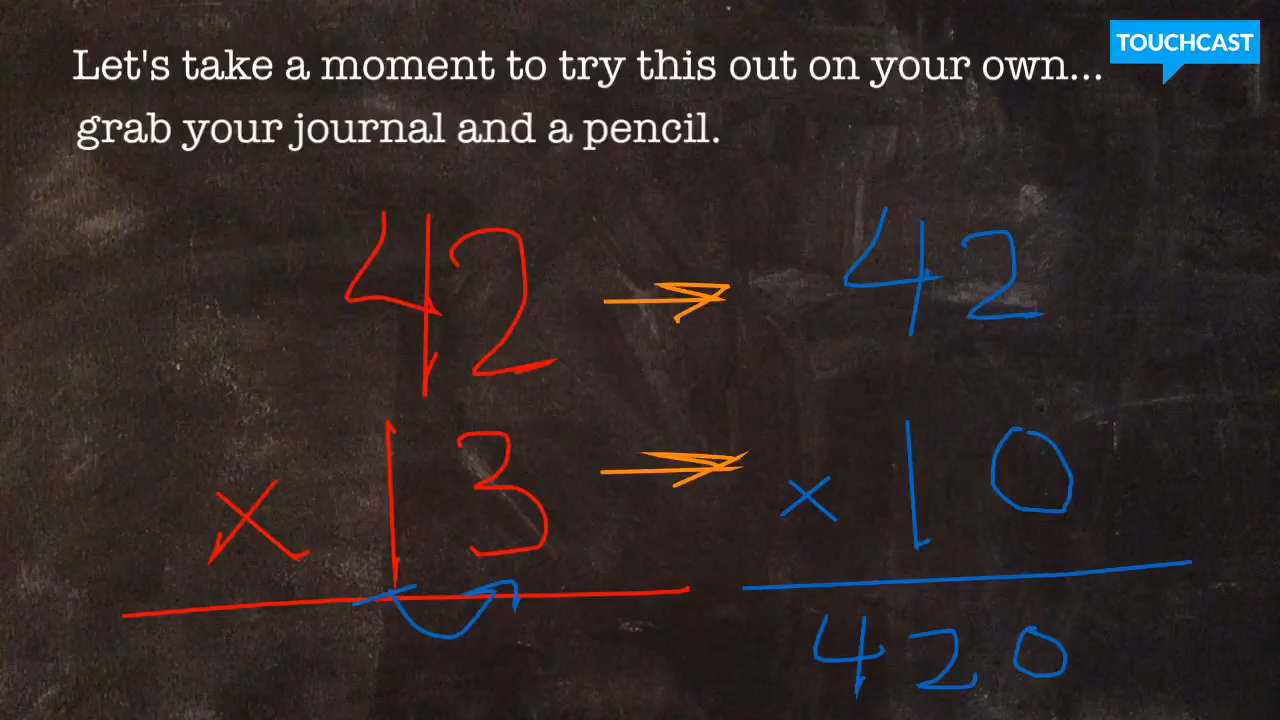 Let's take a moment to try this out on your own...
TOUCHCAST
grab your journal and a pencil.
42 42
x 13 x 10
420